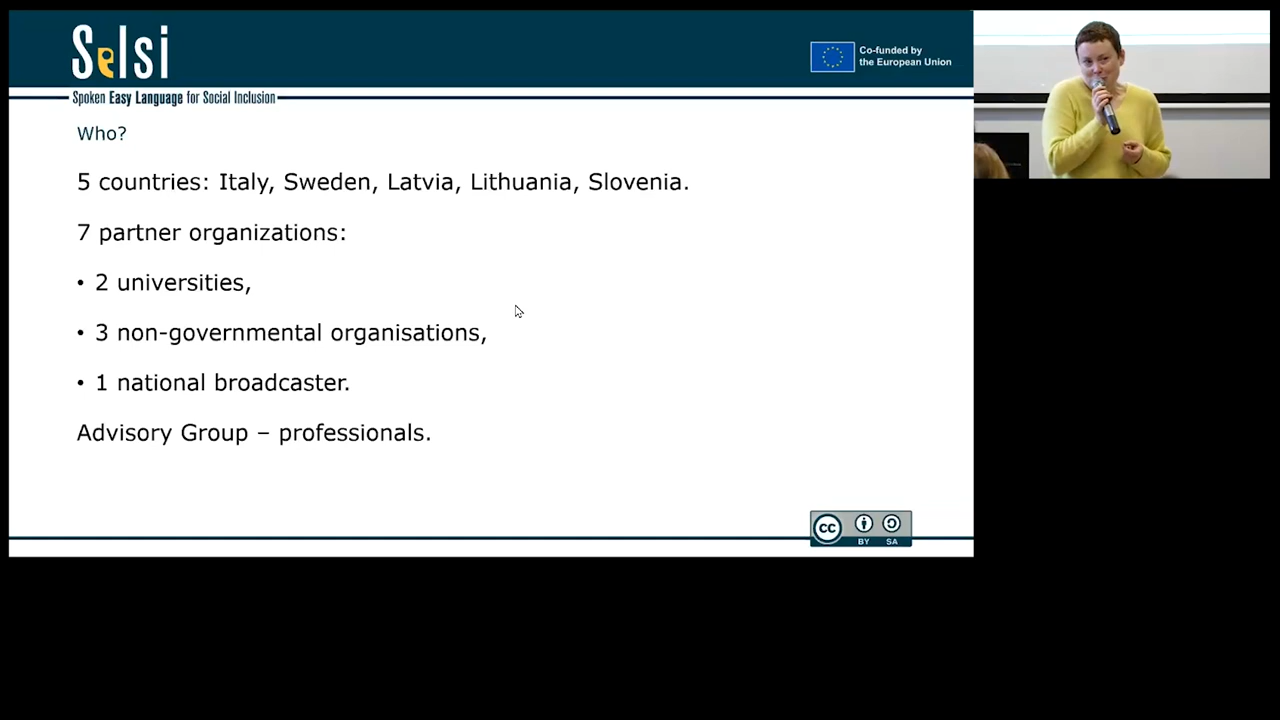 Selsi
Co-funded by
the European Union
Spoken Easy Language for Social Inclusion
Who?
5 countries: Italy, Sweden, Latvia, Lithuania, Slovenia.
7 partner organizations:
• 2 universities,
• 3 non-governmental organisations,
• 1 national broadcaster.
Advisory Group – professionals.
CC
BY SA